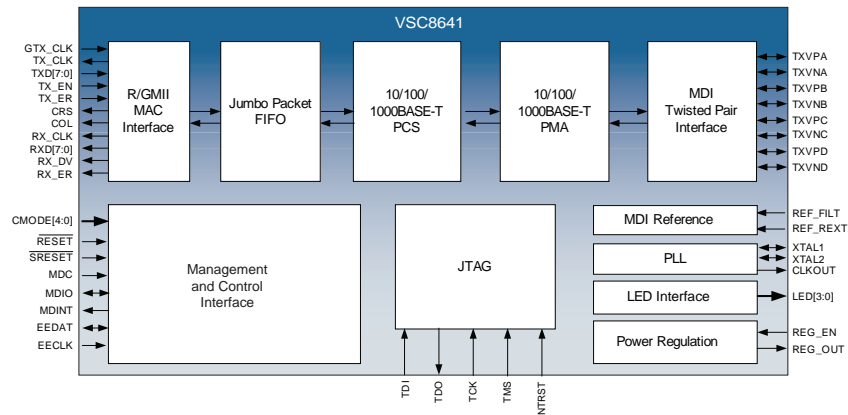 VSC8641
GTX_CLK
TX_CLK
TXD[7:0]
TX_EN
TX_ER
CRS
COL
RX_CLK
RXD[7:0]
RX_DV
RX_ER
R/GMII
MAC
Interface
Jumbo Packet
FIFO
10/100/
1000BASE-T
PCS
10/100/
1000BASE-T
PMA
MDI
Twisted Pair
Interface
TXVPA
TXVNA
TXVPB
TXVNB
TXVPC
TXVNC
TXVPD
TXVND
CMODE[4:0]
RESET
SRESET
MDC
MDIO
MDINT
EEDAT
EECLK
Management
and Control
Interface
JTAG
TDI
TDO
TCK
TMS
NTRST
MDI Reference
PLL
LED Interface
Power Regulation
REF_FILT
REF_REXT
XTAL1
XTAL2
CLKOUT
LED[3:0]
REG_EN
REG_OUT